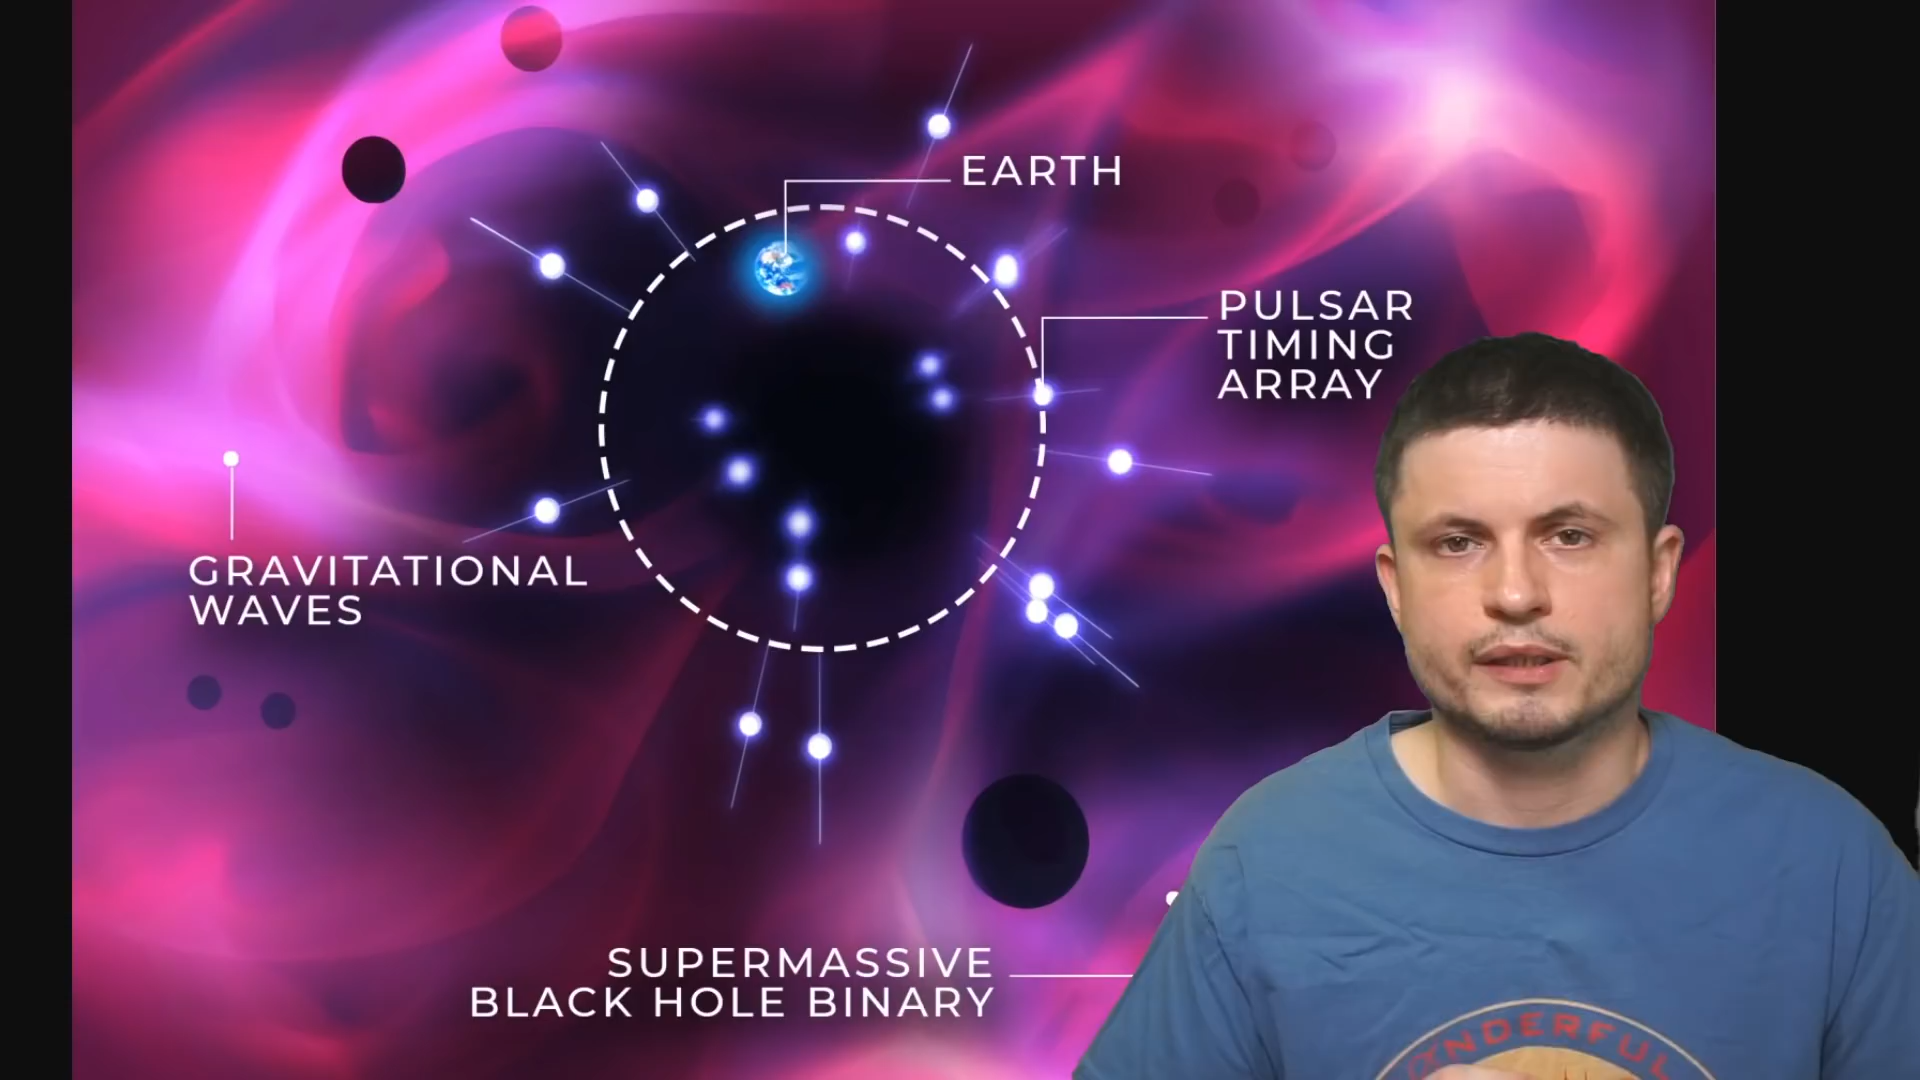 EARTH
PULSAR
TIMING
ARRAY
GRAVITATIONAL
WAVES
SUPERMASSIVE
BLACK HOLE BINARY